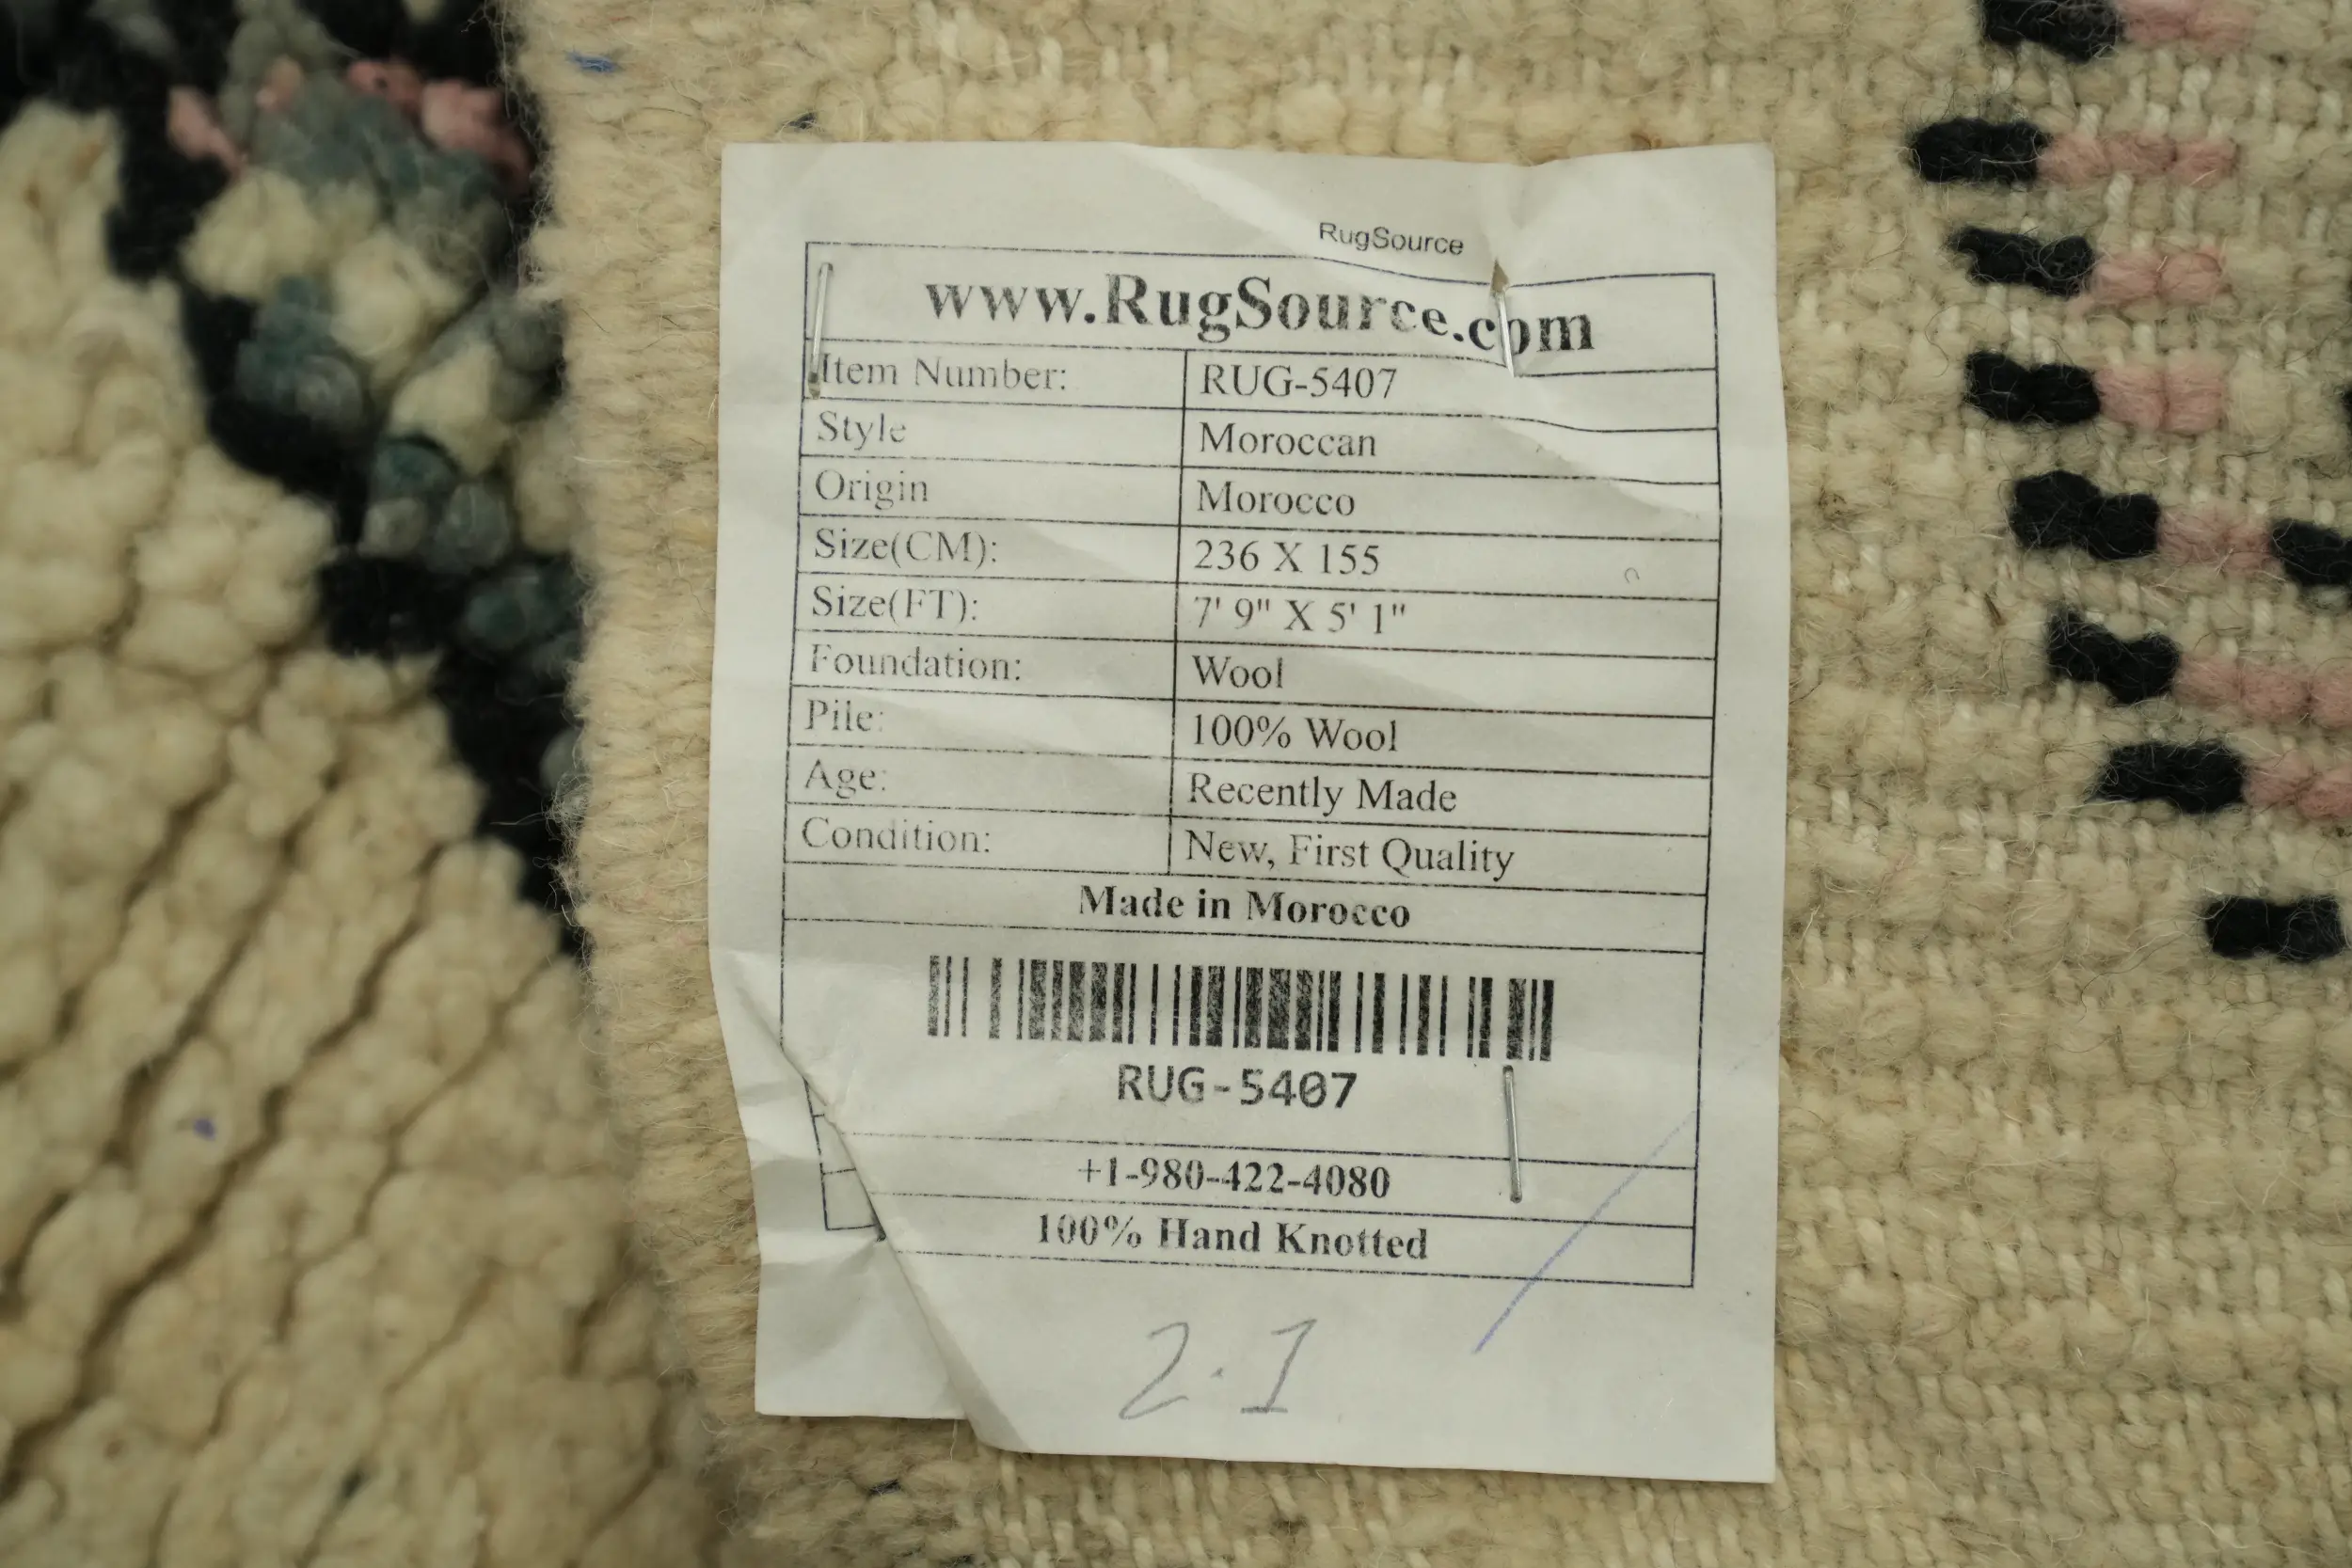 RugSource
www.RugSource.com
Item Number: RUG-5407
Style Moroccan
Origin Morocco
Size(CM): 236 X 155
Size(FT): 7' 9" X 5' 1"
Foundation: Wool
Pile: 100% Wool
Age: Recently Made
Condition: New, First Quality
Made in Morocco
RUG-5407
+1-980-422-4080
100% Hand Knotted
2.1